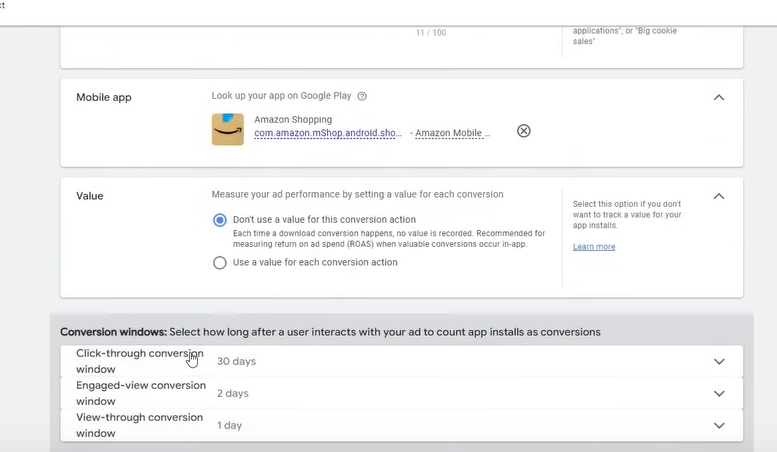 ct
11 / 100
applications", or "Big cookie
sales"
Mobile app
Look up your app on Google Play
Amazon Shopping
com.amazon.mShop.android.sho... - Amazon Mobile ...
Value
Measure your ad performance by setting a value for each conversion
Don't use a value for this conversion action
Each time a download conversion happens, no value is recorded. Recommended for
measuring return on ad spend (ROAS) when valuable conversions occur in-app.
Use a value for each conversion action
Select this option if you don't
want to track a value for your
app installs.
Learn more
Conversion windows: Select how long after a user interacts with your ad to count app installs as conversions
Click-through conversion
window
30 days
Engaged-view conversion
window
2 days
View-through conversion
window
1 day